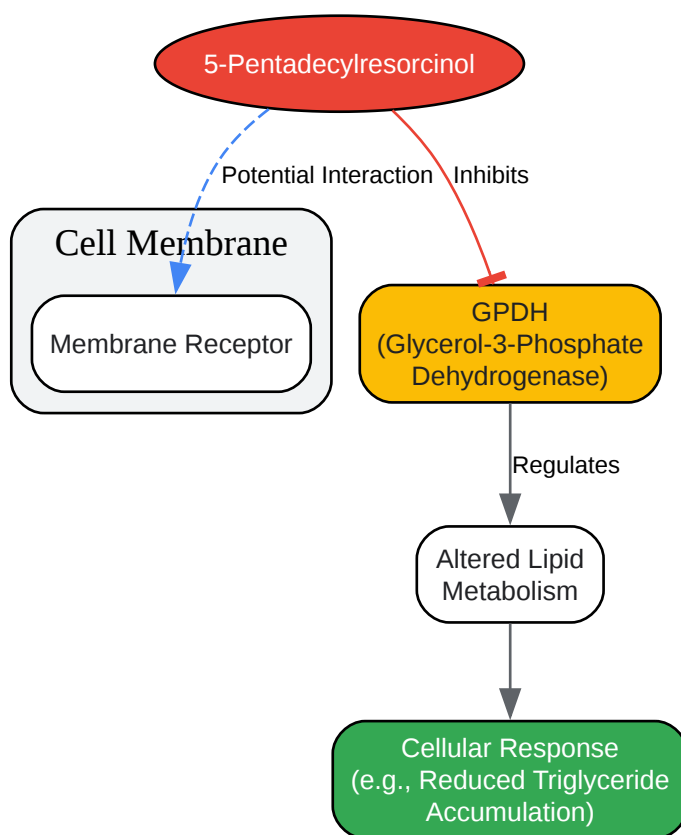 5-Pentadecylresorcinol
Potential Interaction
Inhibits
Cell Membrane
Membrane Receptor
GPDH
(Glycerol-3-Phosphate
Dehydrogenase)
Regulates
Altered Lipid
Metabolism
Cellular Response
(e.g., Reduced Triglyceride
Accumulation)